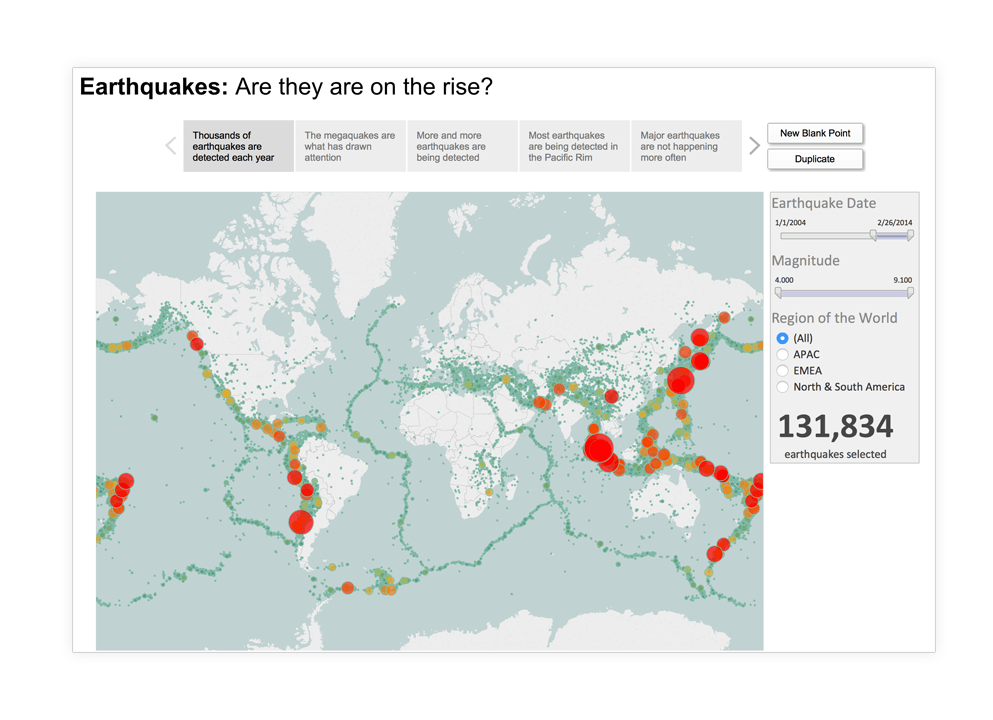 Earthquakes: Are they are on the rise?
Thousands of
earthquakes are
detected each year
The megaquakes are
what has drawn
attention
More and more
earthquakes are
being detected
Most earthquakes
are being detected in
the Pacific Rim
Major earthquakes
are not happening
more often
New Blank Point
Duplicate
Earthquake Date
1/1/2004 2/26/2014
Magnitude
4.000 9.100
Region of the World
(All)
APAC
EMEA
North & South America
131,834
earthquakes selected